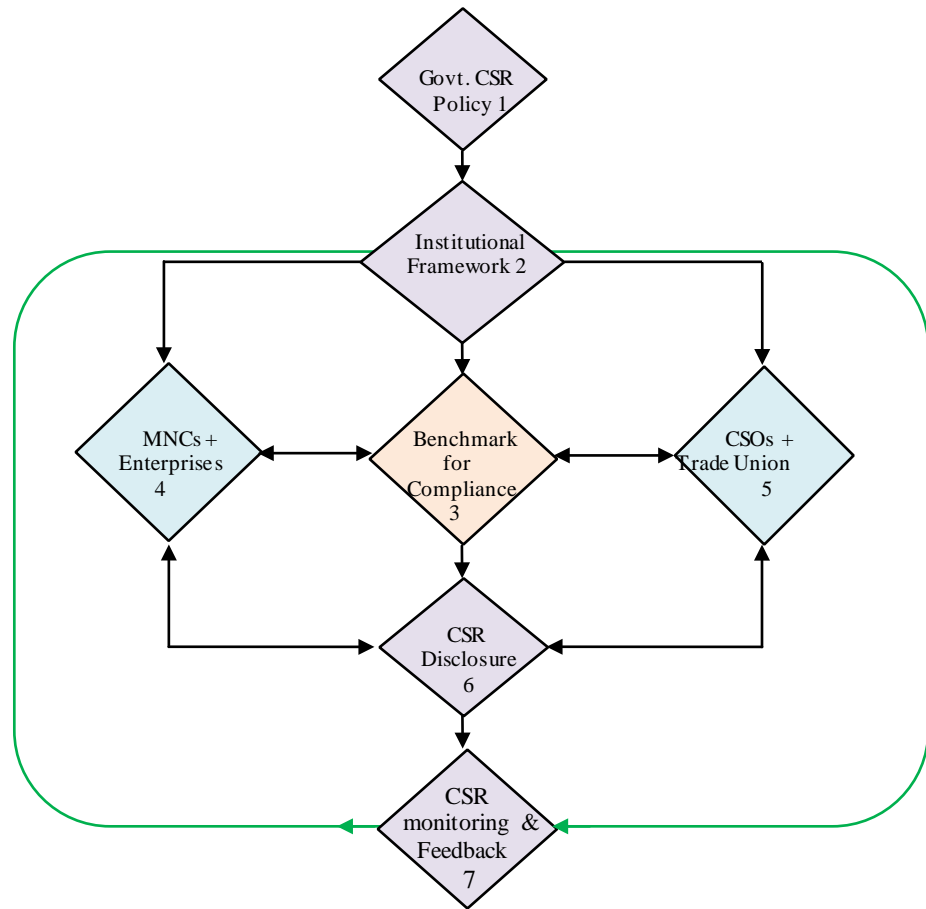 Govt. CSR
Policy 1
Institutional
Framework 2
MNCs +
Enterprises
4
Benchmark
for
Compliance
3
CSOs +
Trade Union
5
CSR
Disclosure
6
CSR
monitoring &
Feedback
7